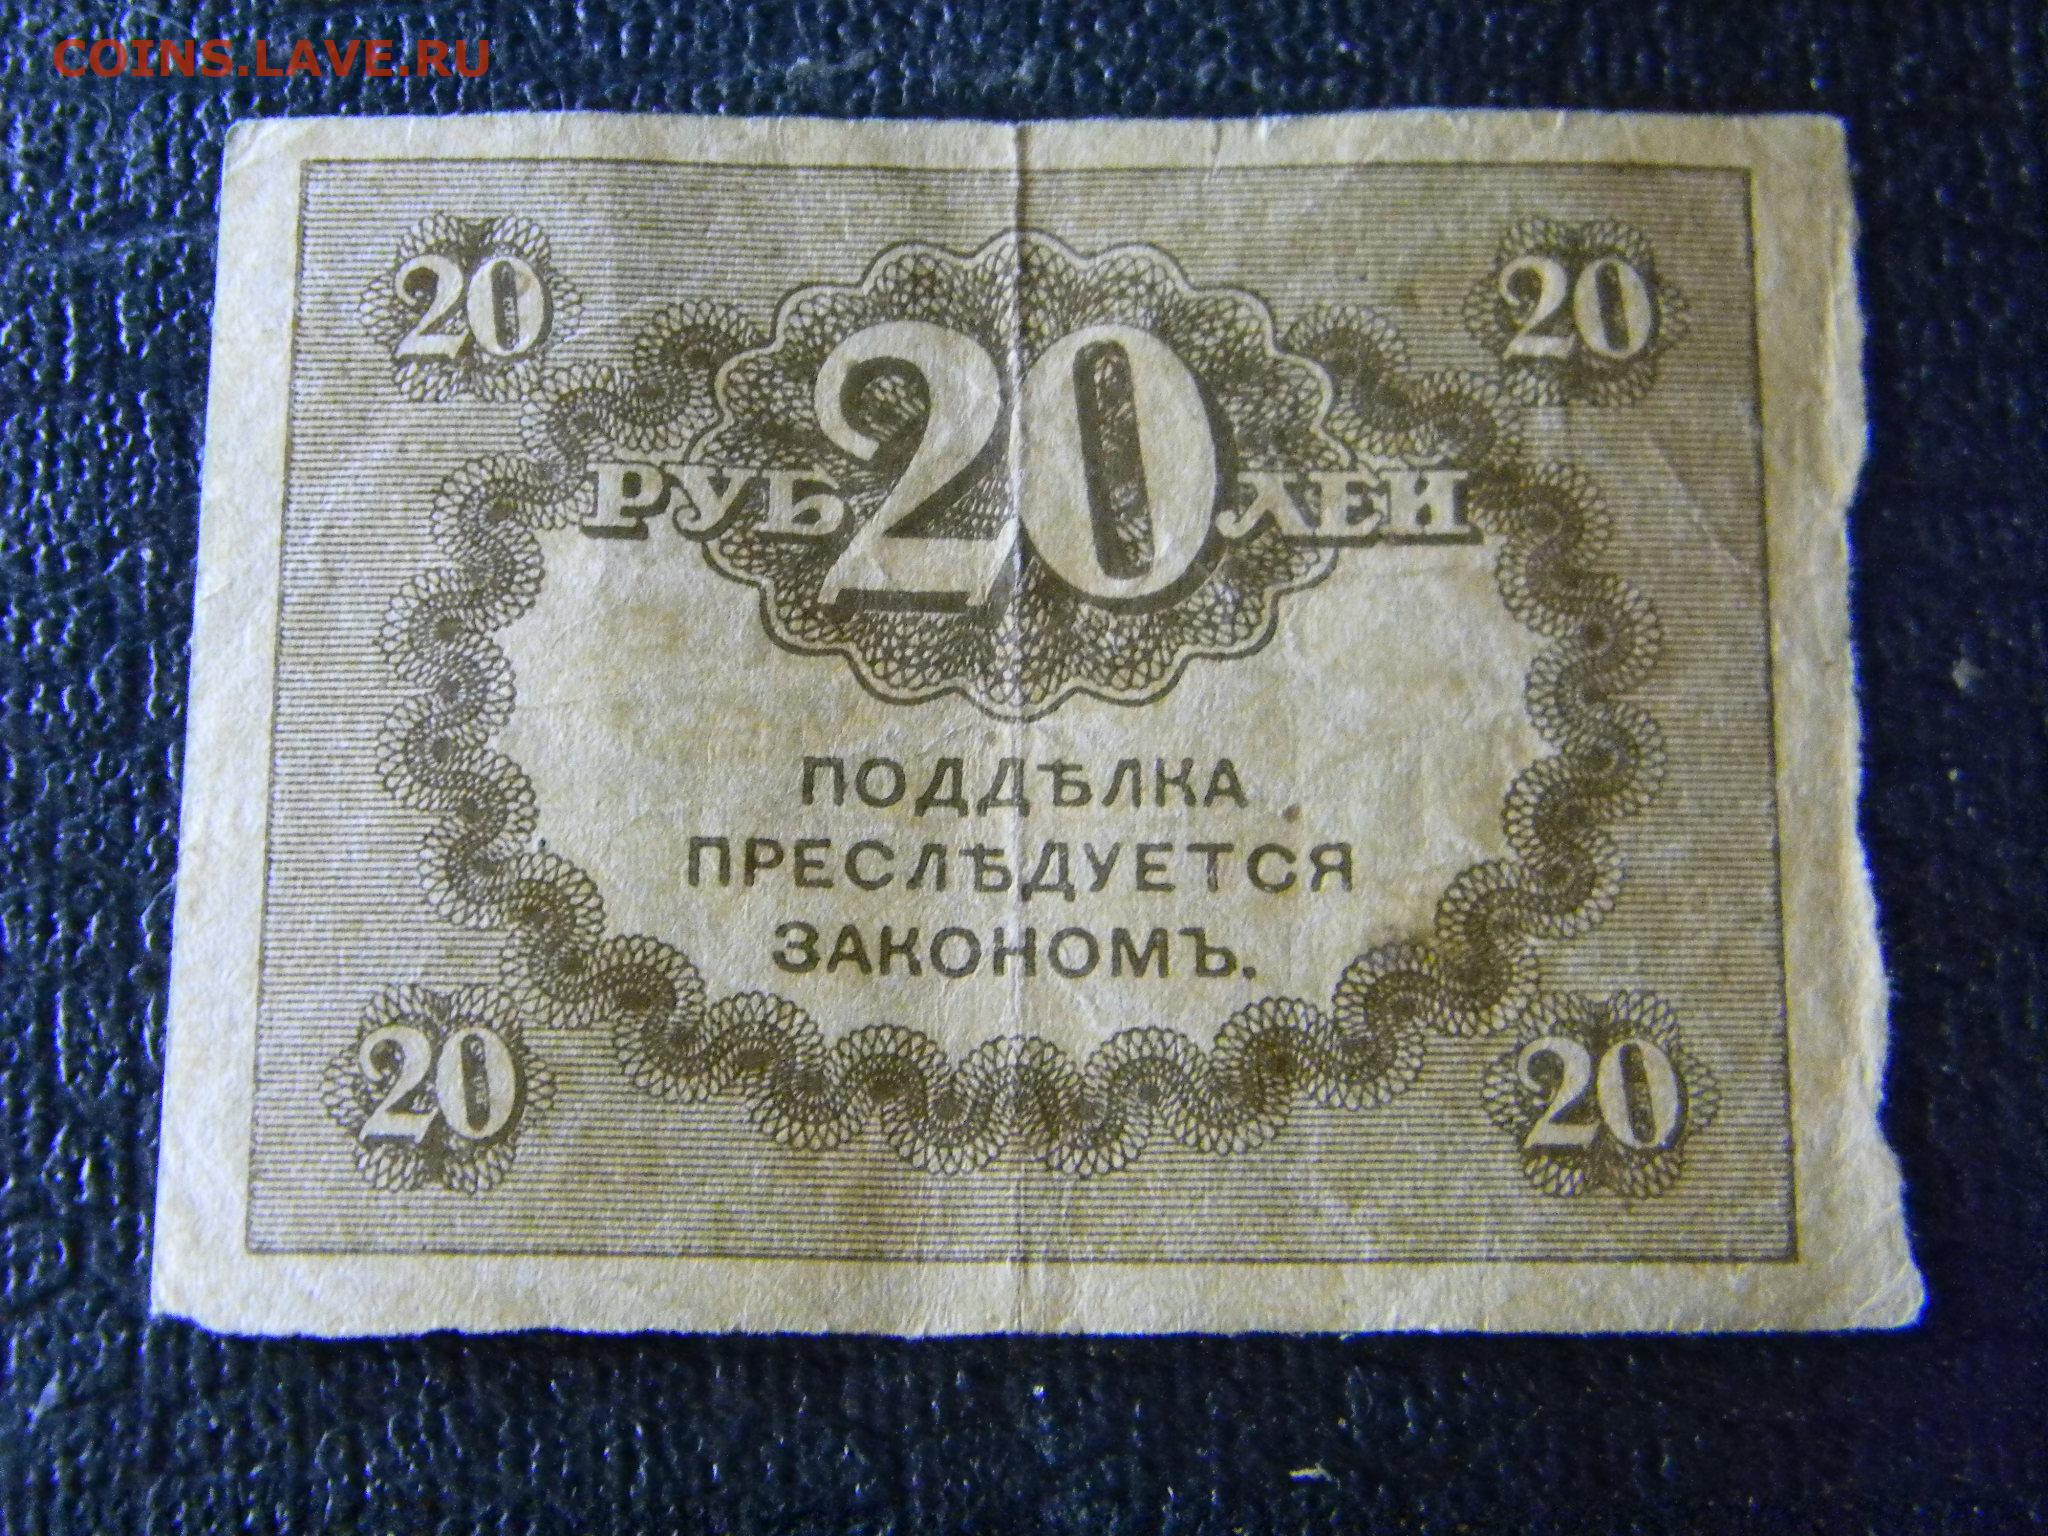 COINS.LAVE.RU
20 20
РУБ 20 ЛЕЙ
ПОДДѢЛКА
ПРЕСЛѢДУЕТСЯ
ЗАКОНОМЪ.
20 20